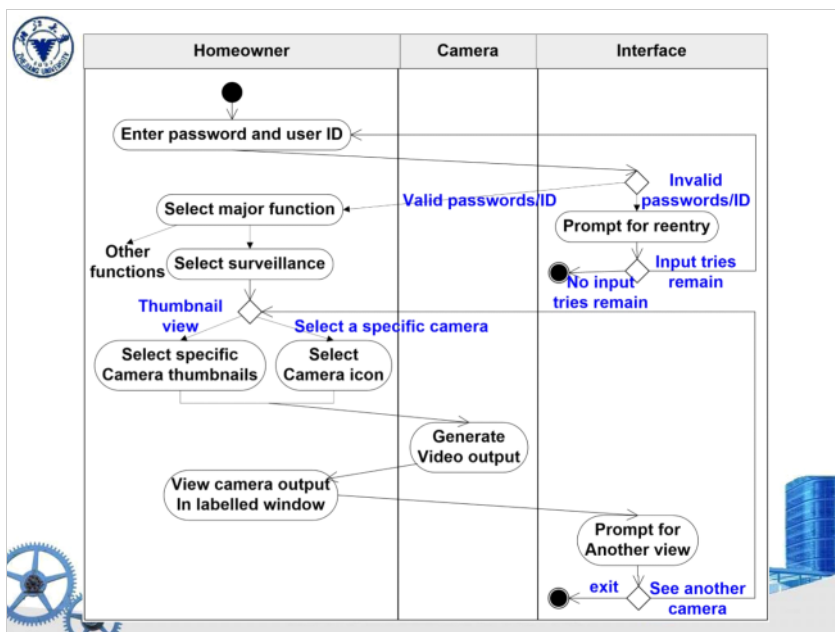 Homeowner
Camera
Interface
Enter password and user ID
Invalid
passwords/ID
Valid passwords/ID
Select major function
Prompt for reentry
Other
functions
Select surveillance
Input tries
remain
No input
tries remain
Thumbnail
view
Select a specific camera
Select specific
Camera thumbnails
Select
Camera icon
Generate
Video output
View camera output
In labelled window
Prompt for
Another view
exit
See another
camera
ZHEJIANG UNIVERSITY